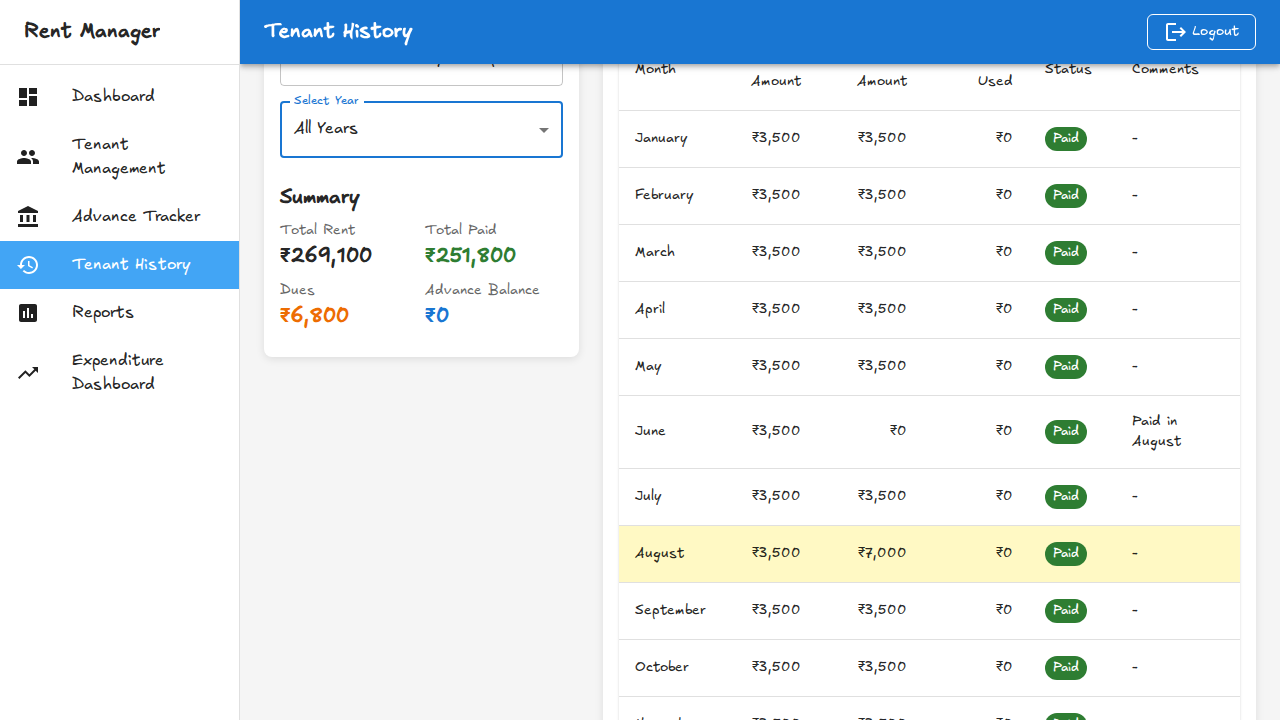 Rent Manager
Tenant History
Logout
Dashboard
Tenant
Management
Advance Tracker
Tenant History
Reports
Expenditure
Dashboard
Select Year
All Years
Summary
Total Rent Total Paid
₹269,100 ₹251,800
Dues Advance Balance
₹6,800 ₹0
Month Amount Amount Used Status Comments
January ₹3,500 ₹3,500 ₹0 Paid -
February ₹3,500 ₹3,500 ₹0 Paid -
March ₹3,500 ₹3,500 ₹0 Paid -
April ₹3,500 ₹3,500 ₹0 Paid -
May ₹3,500 ₹3,500 ₹0 Paid -
June ₹3,500 ₹0 ₹0 Paid Paid in
August
July ₹3,500 ₹3,500 ₹0 Paid -
August ₹3,500 ₹7,000 ₹0 Paid -
September ₹3,500 ₹3,500 ₹0 Paid -
October ₹3,500 ₹3,500 ₹0 Paid -